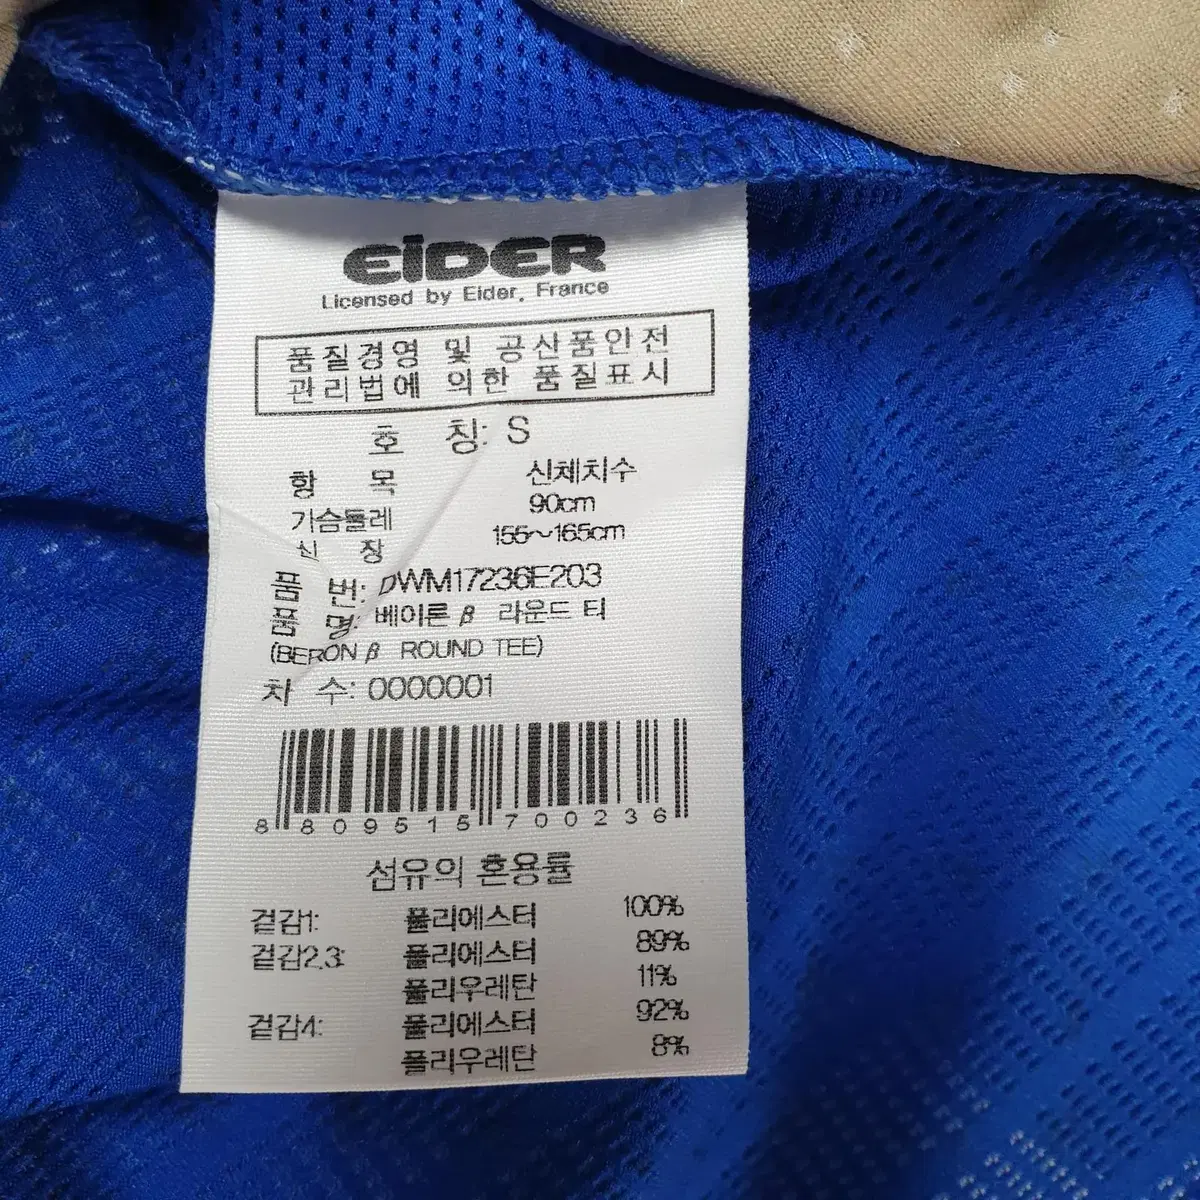 EiDER
Licensed by Eider, France
품질경영 및 공산품안전
관리법에 의한 품질표시
호 칭: S
항 목 신체치수
가슴둘레 90cm
신 장 155~165cm
품 번: DWM17236E203
품 명: 베이론 β 라운드 티
(BERON β ROUND TEE)
차 수: 0000001
8 809515 700236
섬유의 혼용률
겉감1: 폴리에스터 100%
겉감2,3: 폴리에스터 89%
폴리우레탄 11%
겉감4: 폴리에스터 92%
폴리우레탄 8%